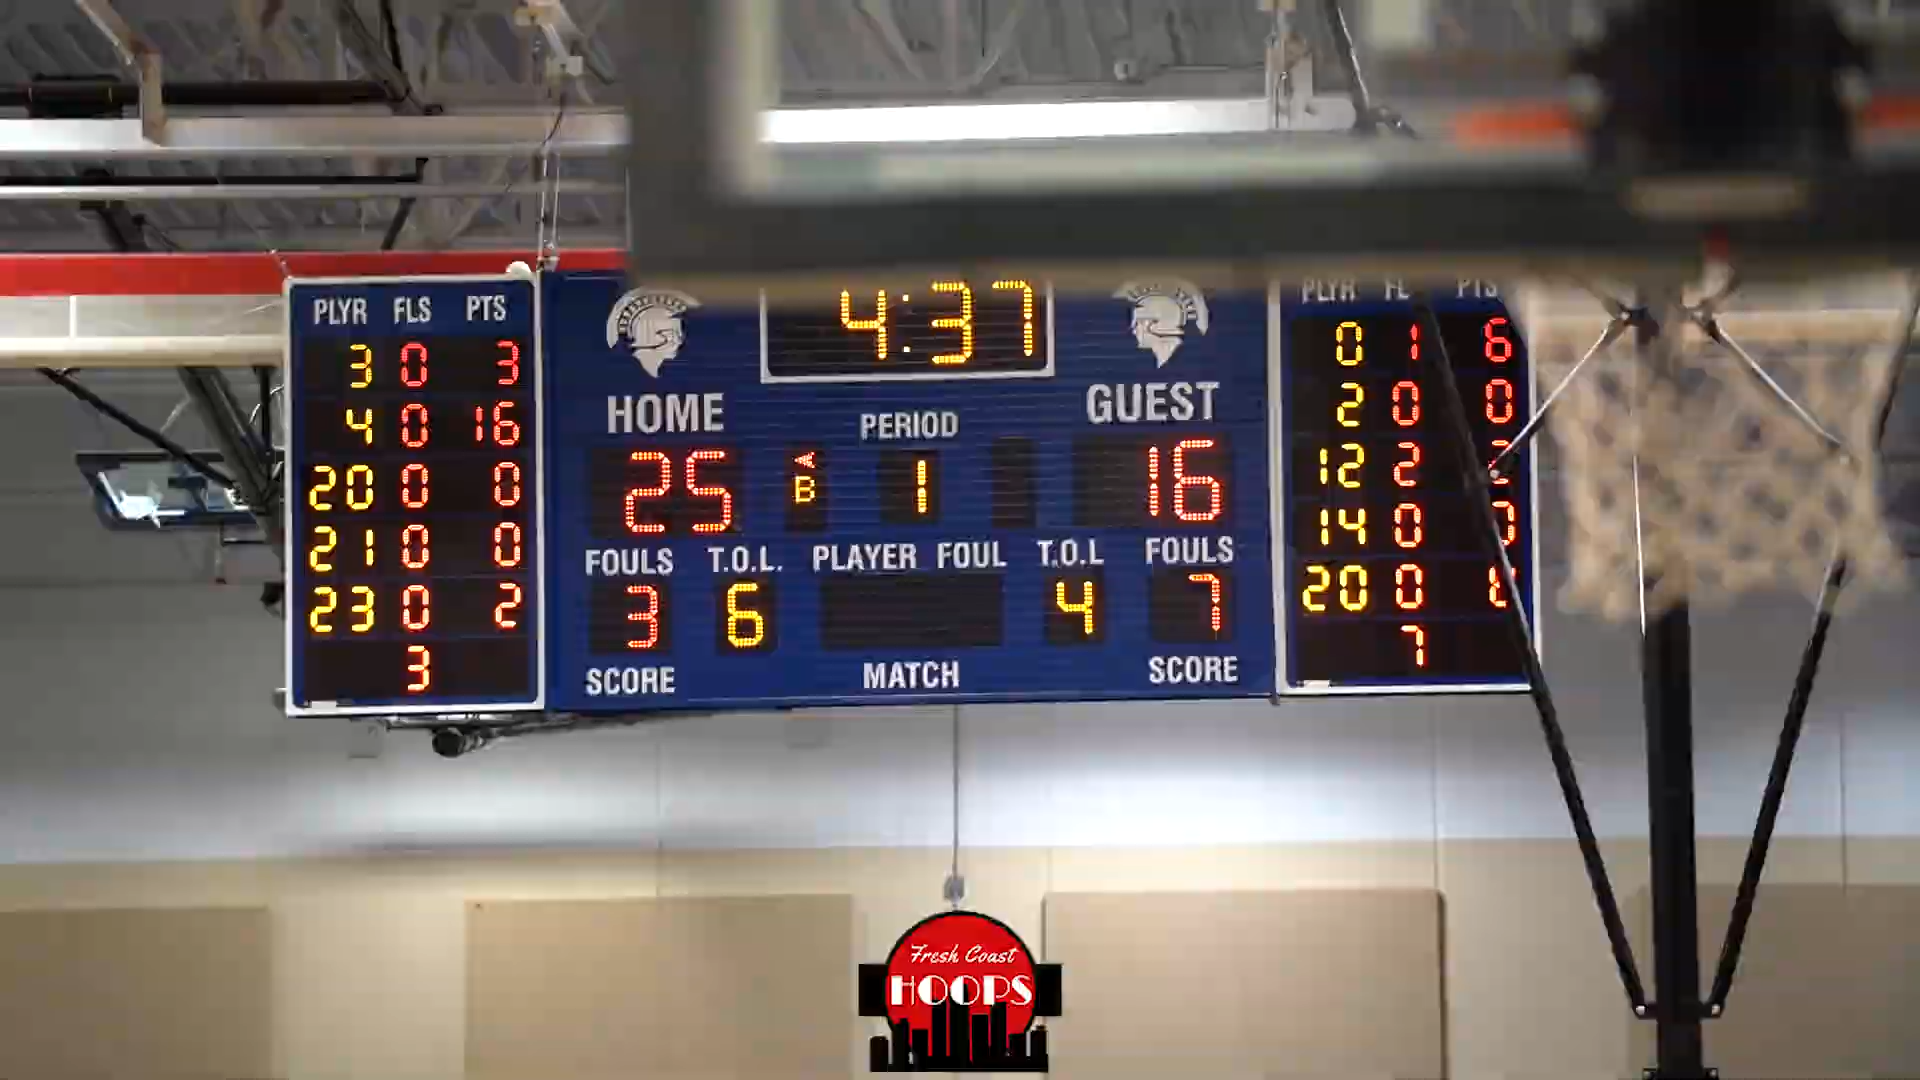 4:37
PLYR FLS PTS
3 0 3
4 0 16
20 0 0
21 0 0
23 0 2
3
HOME
GUEST
PERIOD
25 A B 1 16
FOULS T.O.L. PLAYER FOUL T.O.L FOULS
3 6 4 7
SCORE MATCH SCORE
PLYR PTS
0 1 6
2 0 0
12 2
14 0
20 0
7
Fresh Coast
HOOPS